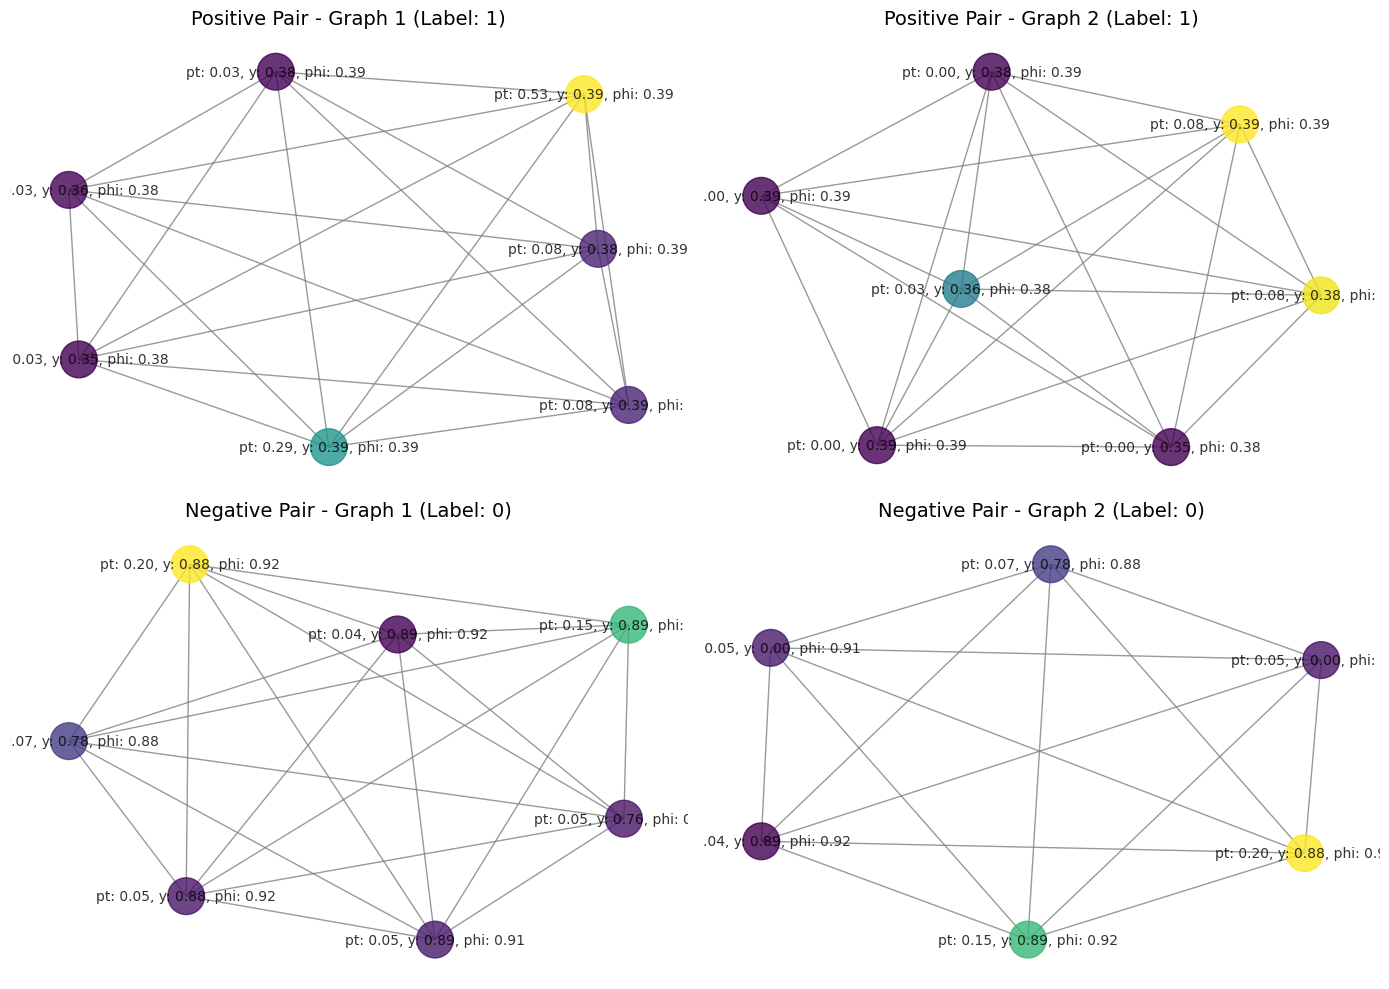 Positive Pair - Graph 1 (Label: 1)
pt: 0.03, y: 0.38, phi: 0.39
pt: 0.53, y: 0.39, phi: 0.39
.03, y: 0.36, phi: 0.38
pt: 0.08, y: 0.38, phi: 0.39
0.03, y: 0.35, phi: 0.38
pt: 0.08, y: 0.39, phi:
pt: 0.29, y: 0.39, phi: 0.39
Positive Pair - Graph 2 (Label: 1)
pt: 0.00, y: 0.38, phi: 0.39
pt: 0.08, y: 0.39, phi: 0.39
.00, y: 0.39, phi: 0.39
pt: 0.03, y: 0.36, phi: 0.38
pt: 0.08, y: 0.38, phi:
pt: 0.00, y: 0.39, phi: 0.39
pt: 0.00, y: 0.35, phi: 0.38
Negative Pair - Graph 1 (Label: 0)
pt: 0.20, y: 0.88, phi: 0.92
pt: 0.15, y: 0.89, phi:
pt: 0.04, y: 0.89, phi: 0.92
.07, y: 0.78, phi: 0.88
pt: 0.05, y: 0.76, phi:
pt: 0.05, y: 0.88, phi: 0.92
pt: 0.05, y: 0.89, phi: 0.91
Negative Pair - Graph 2 (Label: 0)
pt: 0.07, y: 0.78, phi: 0.88
0.05, y: 0.00, phi: 0.91
pt: 0.05, y: 0.00, phi:
.04, y: 0.89, phi: 0.92
pt: 0.20, y: 0.88, phi: 0.9
pt: 0.15, y: 0.89, phi: 0.92